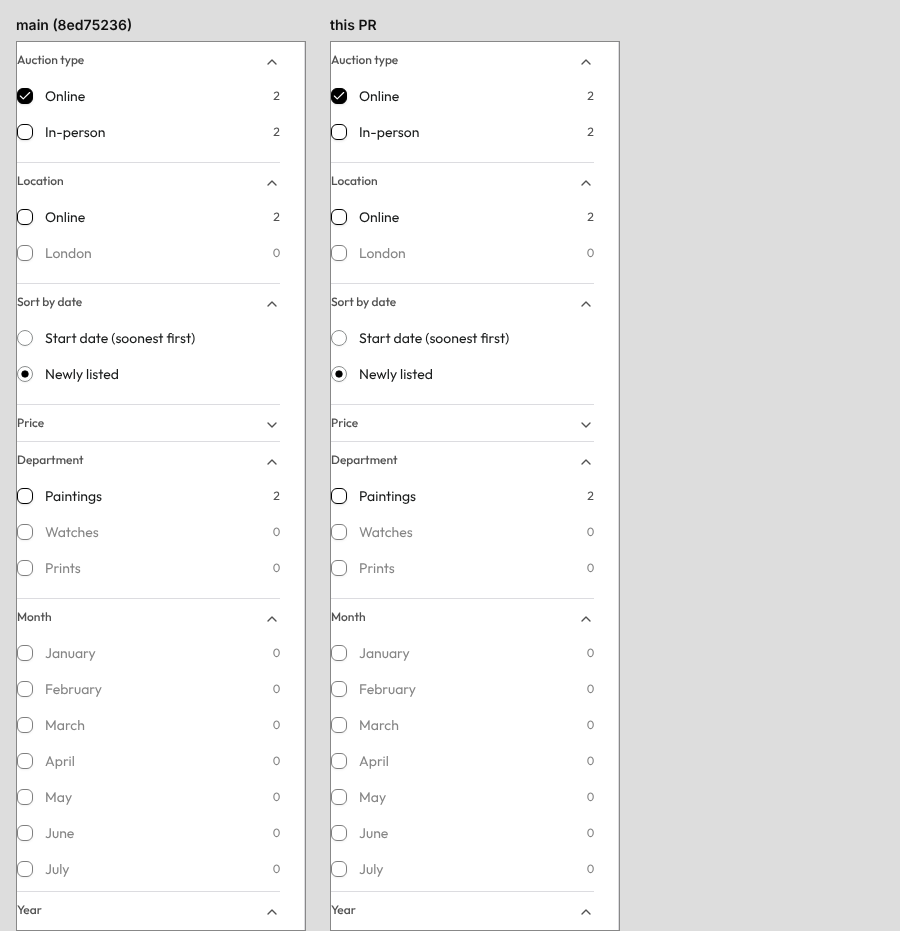 main (8ed75236)
Auction type
Online 2
In-person 2
Location
Online 2
London 0
Sort by date
Start date (soonest first)
Newly listed
Price
Department
Paintings 2
Watches 0
Prints 0
Month
January 0
February 0
March 0
April 0
May 0
June 0
July 0
Year
this PR
Auction type
Online 2
In-person 2
Location
Online 2
London 0
Sort by date
Start date (soonest first)
Newly listed
Price
Department
Paintings 2
Watches 0
Prints 0
Month
January 0
February 0
March 0
April 0
May 0
June 0
July 0
Year